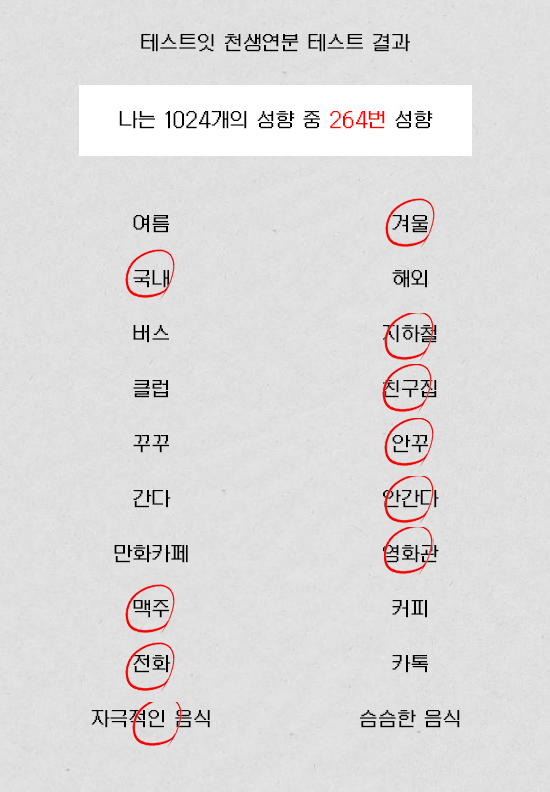 테스트잇 천생연분 테스트 결과
나는 1024개의 성향 중 264번 성향
여름 겨울
국내 해외
버스 지하철
클럽 친구집
꾸꾸 안꾸
간다 안간다
만화카페 영화관
맥주 커피
전화 카톡
자극적인 음식 슴슴한 음식